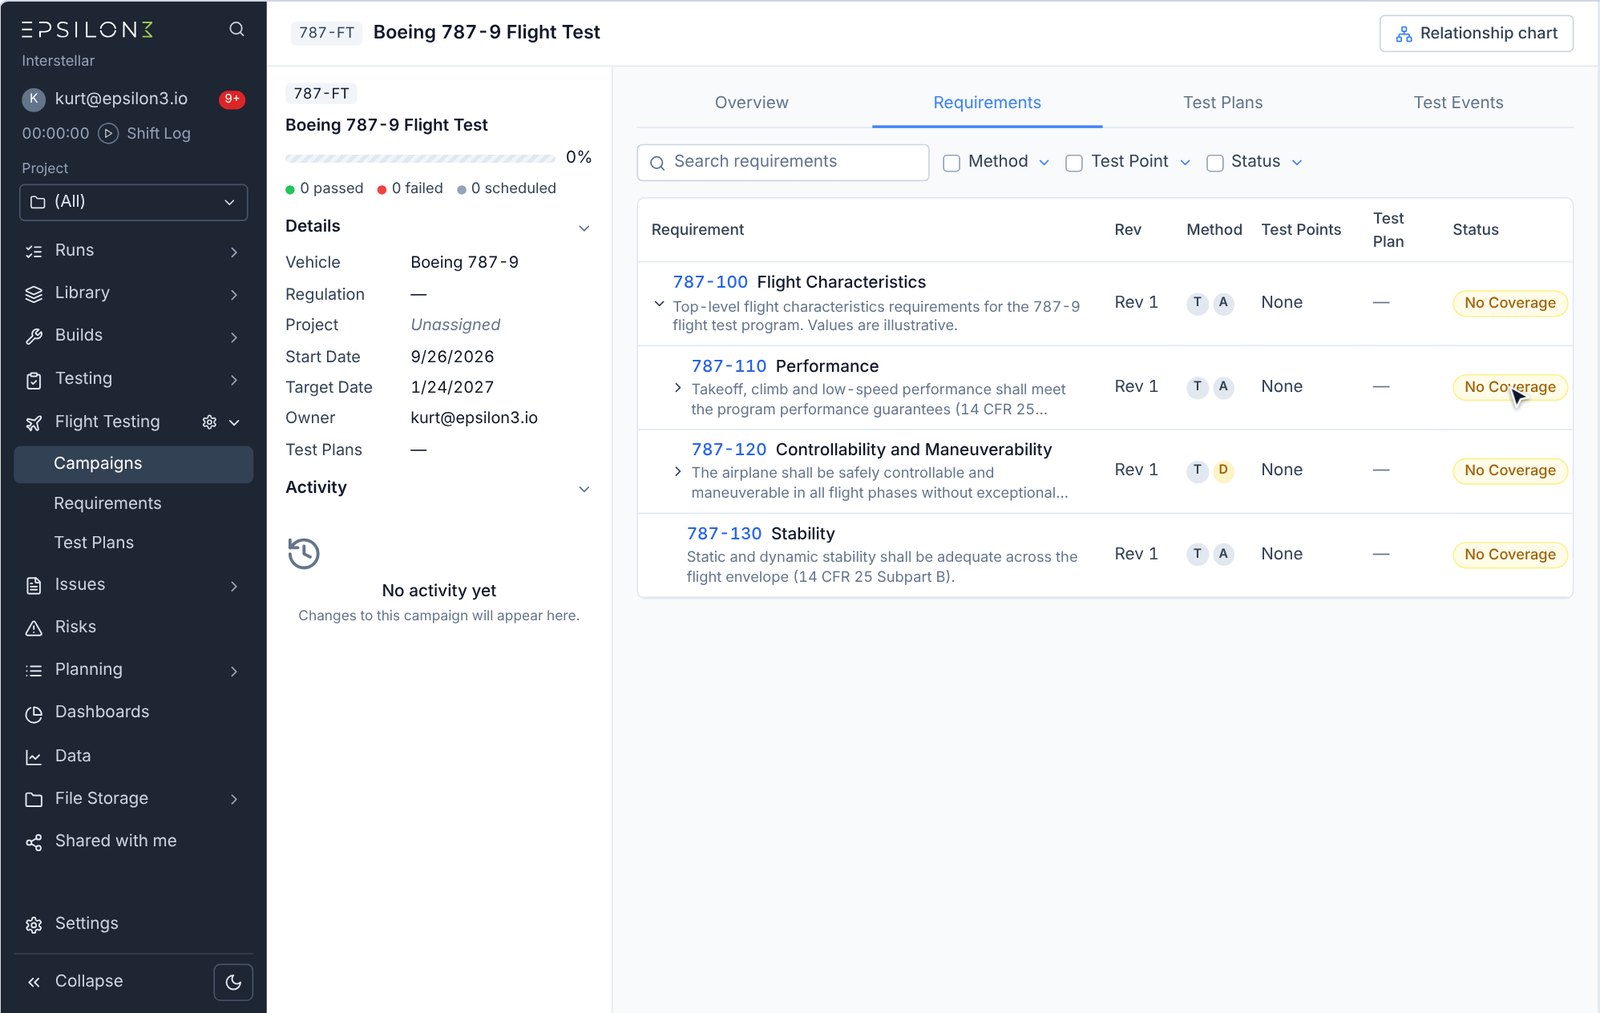 EPSILON3
Interstellar
K kurt@epsilon3.io 9+
00:00:00 Shift Log
Project
(All)
Runs
Library
Builds
Testing
Flight Testing
Campaigns
Requirements
Test Plans
Issues
Risks
Planning
Dashboards
Data
File Storage
Shared with me
Settings
Collapse
787-FT Boeing 787-9 Flight Test
Relationship chart
787-FT
Boeing 787-9 Flight Test
0%
0 passed 0 failed 0 scheduled
Details
Vehicle Boeing 787-9
Regulation —
Project Unassigned
Start Date 9/26/2026
Target Date 1/24/2027
Owner kurt@epsilon3.io
Test Plans —
Activity
No activity yet
Changes to this campaign will appear here.
Overview Requirements Test Plans Test Events
Search requirements Method Test Point Status
Requirement Rev Method Test Points Test Plan Status
787-100 Flight Characteristics
Top-level flight characteristics requirements for the 787-9
flight test program. Values are illustrative.
Rev 1 T A None — No Coverage
787-110 Performance
Takeoff, climb and low-speed performance shall meet
the program performance guarantees (14 CFR 25...
Rev 1 T A None — No Coverage
787-120 Controllability and Maneuverability
The airplane shall be safely controllable and
maneuverable in all flight phases without exceptional...
Rev 1 T D None — No Coverage
787-130 Stability
Static and dynamic stability shall be adequate across the
flight envelope (14 CFR 25 Subpart B).
Rev 1 T A None — No Coverage